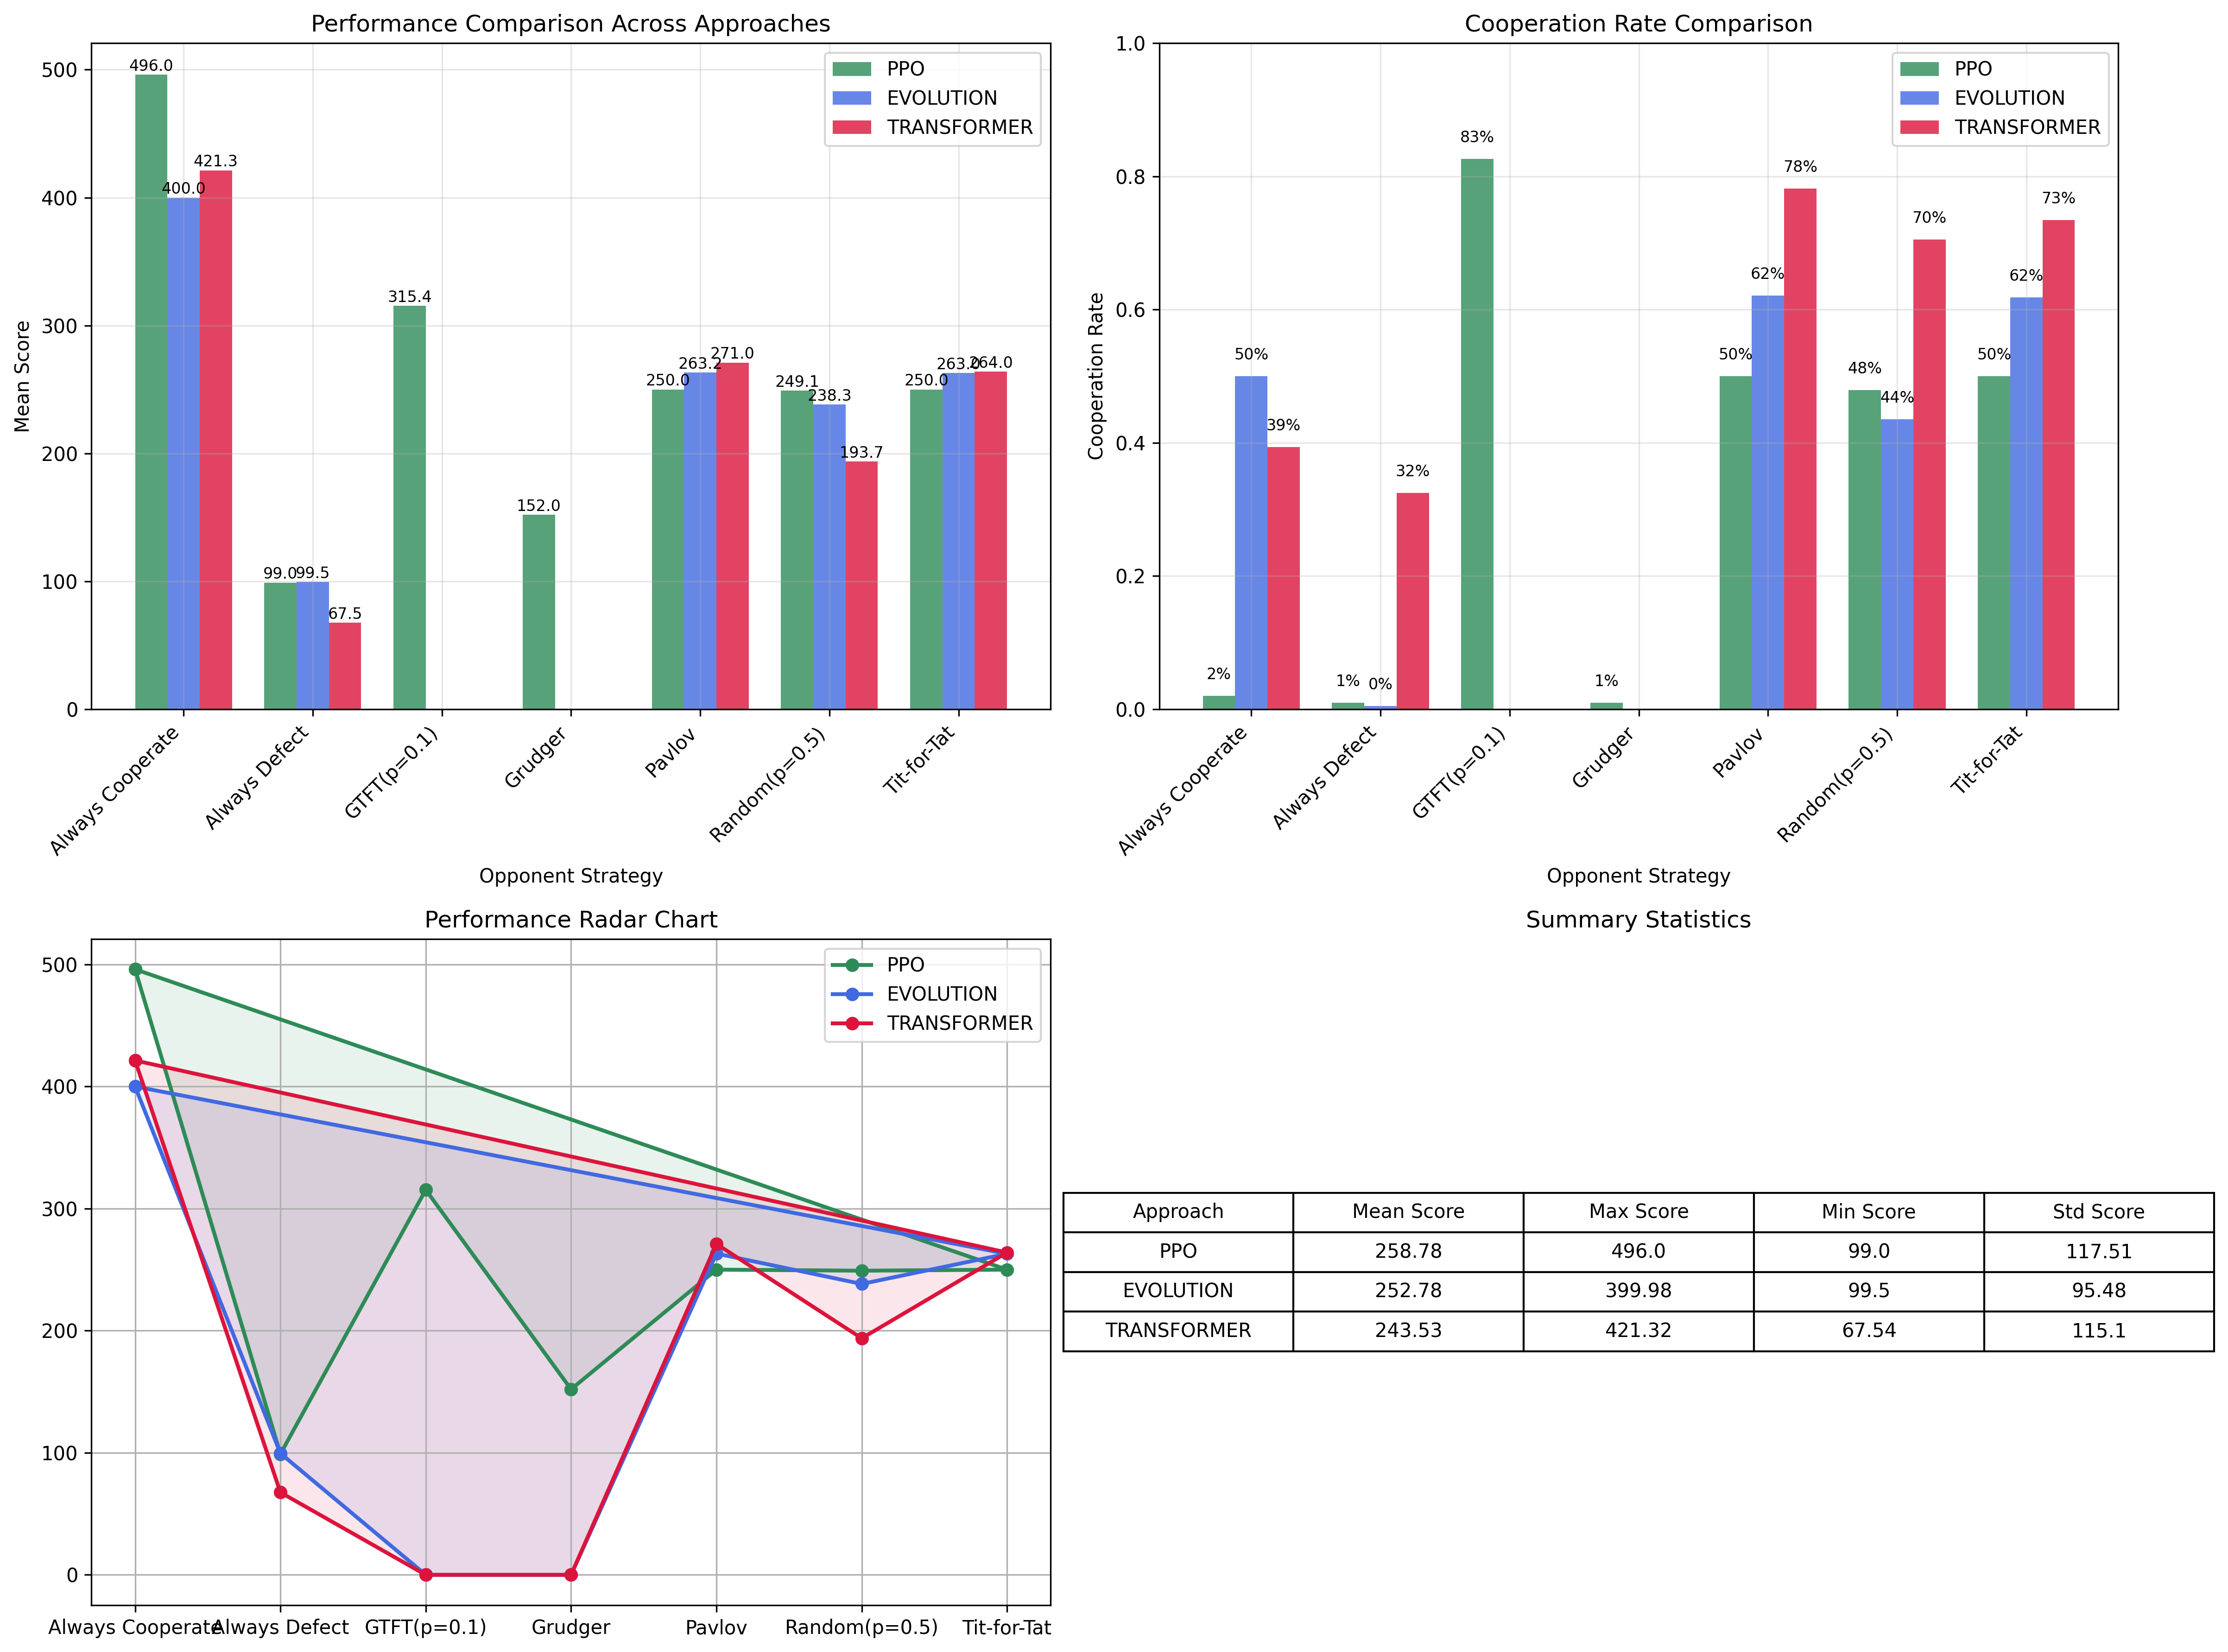 Performance Comparison Across Approaches
Mean Score
500
400
300
200
100
0
496.0
400.0
421.3
99.0
99.5
67.5
315.4
152.0
250.0
263.2
271.0
249.1
238.3
193.7
250.0
263.0
264.0
PPO
EVOLUTION
TRANSFORMER
Always Cooperate
Always Defect
GTFT(p=0.1)
Grudger
Pavlov
Random(p=0.5)
Tit-for-Tat
Opponent Strategy
Cooperation Rate Comparison
Cooperation Rate
1.0
0.8
0.6
0.4
0.2
0.0
2%
50%
39%
1%
0%
32%
83%
1%
50%
62%
78%
48%
44%
70%
50%
62%
73%
PPO
EVOLUTION
TRANSFORMER
Always Cooperate
Always Defect
GTFT(p=0.1)
Grudger
Pavlov
Random(p=0.5)
Tit-for-Tat
Opponent Strategy
Performance Radar Chart
500
400
300
200
100
0
PPO
EVOLUTION
TRANSFORMER
Always Cooperate
Always Defect
GTFT(p=0.1)
Grudger
Pavlov
Random(p=0.5)
Tit-for-Tat
Summary Statistics
Approach Mean Score Max Score Min Score Std Score
PPO 258.78 496.0 99.0 117.51
EVOLUTION 252.78 399.98 99.5 95.48
TRANSFORMER 243.53 421.32 67.54 115.1